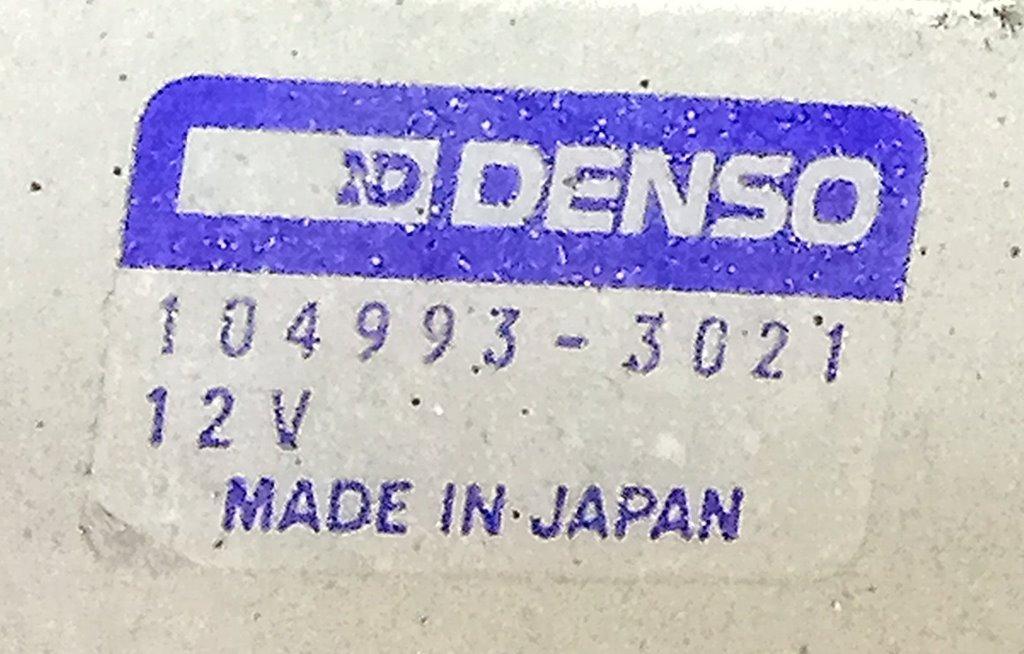 ND DENSO
104993-3021
12V
MADE IN JAPAN